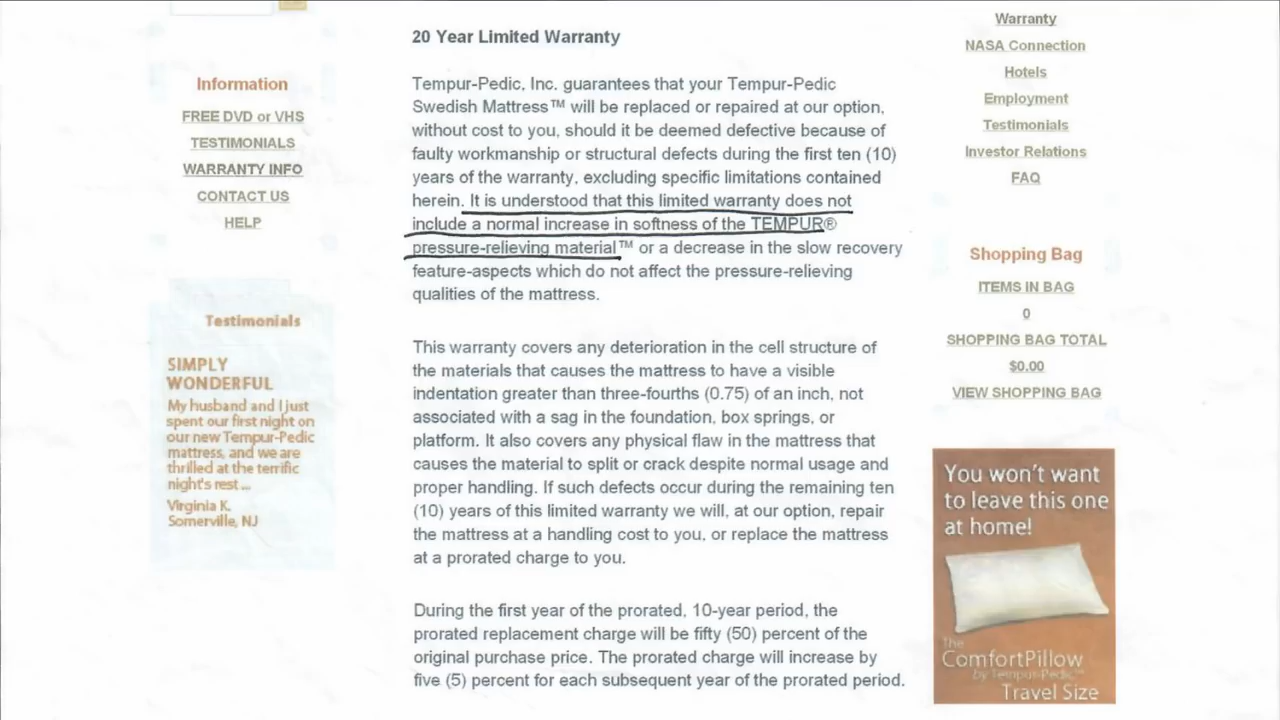 Information
FREE DVD or VHS
TESTIMONIALS
WARRANTY INFO
CONTACT US
HELP
Testimonials
SIMPLY
WONDERFUL
My husband and I just
spent our first night on
our new Tempur-Pedic
mattress, and we are
thrilled at the terrific
night's rest ...
Virginia K.
Somerville, NJ
20 Year Limited Warranty
Tempur-Pedic, Inc. guarantees that your Tempur-Pedic
Swedish Mattress™ will be replaced or repaired at our option,
without cost to you, should it be deemed defective because of
faulty workmanship or structural defects during the first ten (10)
years of the warranty, excluding specific limitations contained
herein. It is understood that this limited warranty does not
include a normal increase in softness of the TEMPUR®
pressure-relieving material™ or a decrease in the slow recovery
feature-aspects which do not affect the pressure-relieving
qualities of the mattress.
This warranty covers any deterioration in the cell structure of
the materials that causes the mattress to have a visible
indentation greater than three-fourths (0.75) of an inch, not
associated with a sag in the foundation, box springs, or
platform. It also covers any physical flaw in the mattress that
causes the material to split or crack despite normal usage and
proper handling. If such defects occur during the remaining ten
(10) years of this limited warranty we will, at our option, repair
the mattress at a handling cost to you, or replace the mattress
at a prorated charge to you.
During the first year of the prorated, 10-year period, the
prorated replacement charge will be fifty (50) percent of the
original purchase price. The prorated charge will increase by
five (5) percent for each subsequent year of the prorated period.
Warranty
NASA Connection
Hotels
Employment
Testimonials
Investor Relations
FAQ
Shopping Bag
ITEMS IN BAG
0
SHOPPING BAG TOTAL
$0.00
VIEW SHOPPING BAG
You won't want
to leave this one
at home!
The
ComfortPillow
by Tempur-Pedic™
Travel Size